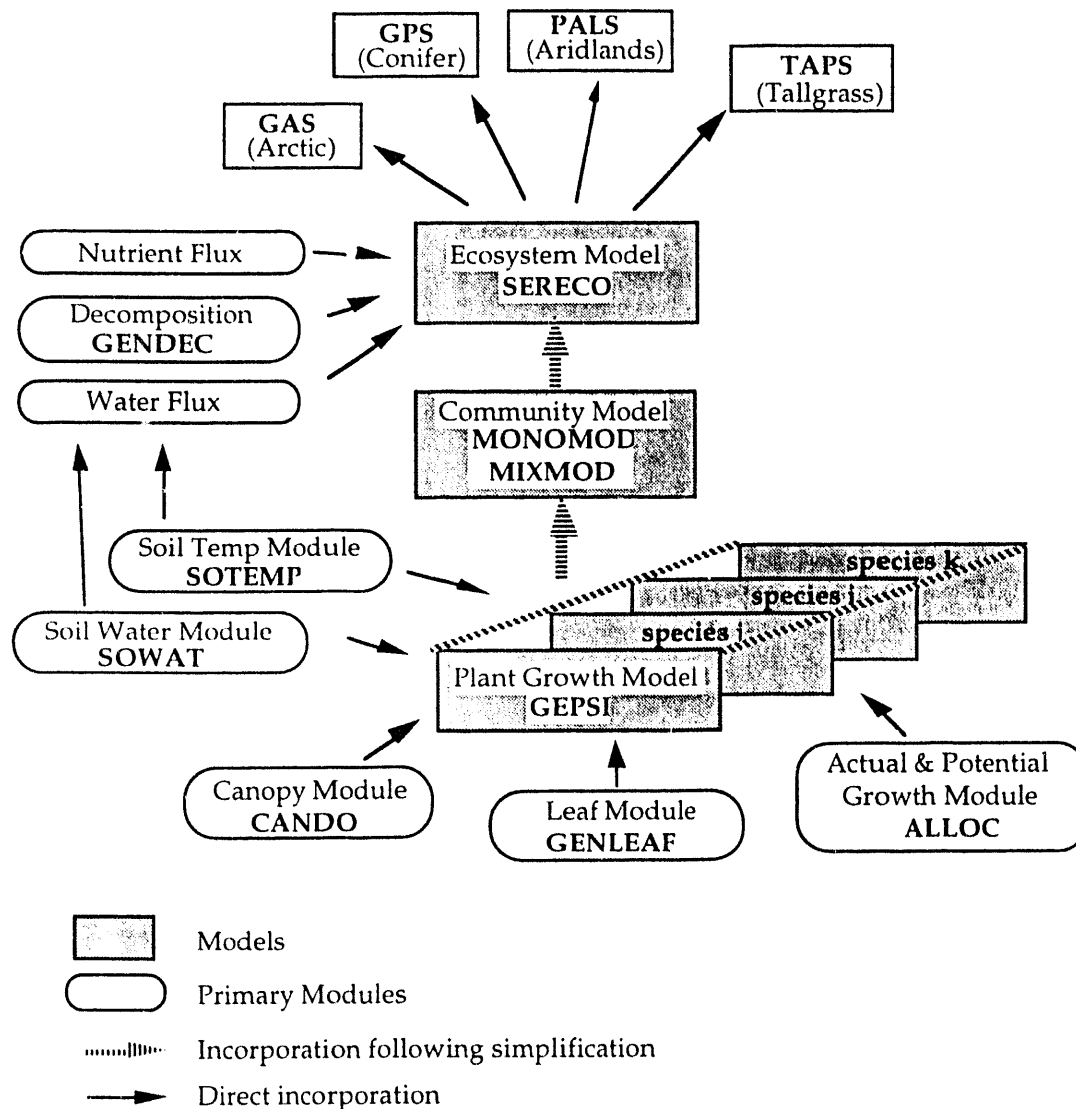 GPS
(Conifer)
PALS
(Aridlands)
TAPS
(Tallgrass)
GAS
(Arctic)
Nutrient Flux
Decomposition
GENDEC
Water Flux
Ecosystem Model
SERECO
Community Model
MONOMOD
MIXMOD
Soil Temp Module
SOTEMP
Soil Water Module
SOWAT
species k
species j
species i
Plant Growth Model
GEPSI
Canopy Module
CANDO
Leaf Module
GENLEAF
Actual & Potential
Growth Module
ALLOC
Models
Primary Modules
Incorporation following simplification
Direct incorporation